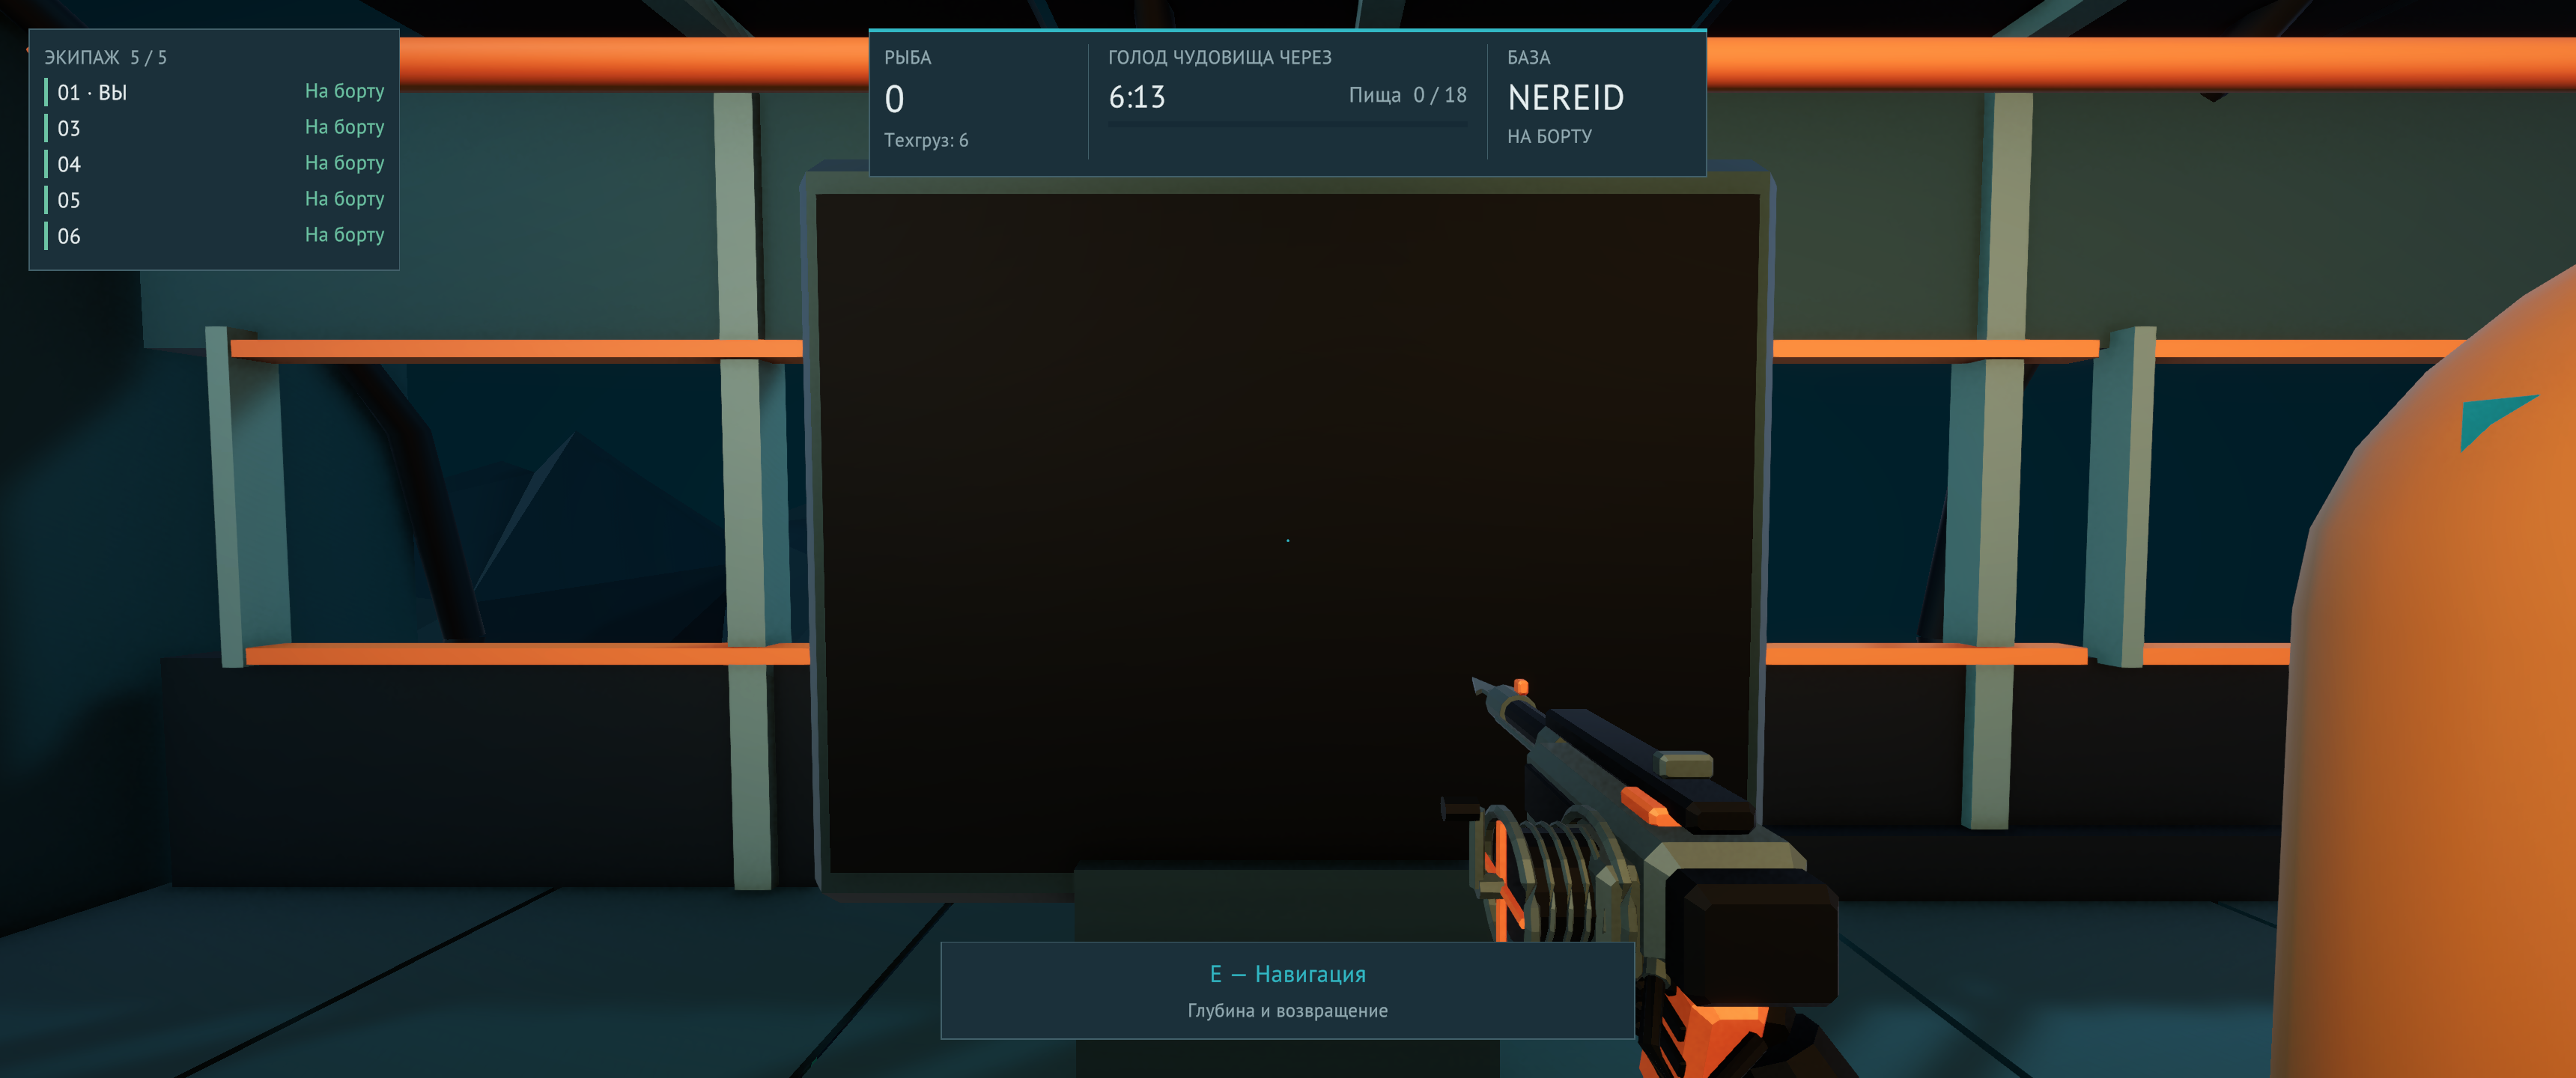 ЭКИПАЖ 5 / 5
01 · ВЫ На борту
03 На борту
04 На борту
05 На борту
06 На борту
РЫБА
0
Техгруз: 6
ГОЛОД ЧУДОВИЩА ЧЕРЕЗ
6:13 Пища 0 / 18
БАЗА
NEREID
НА БОРТУ
E — Навигация
Глубина и возвращение